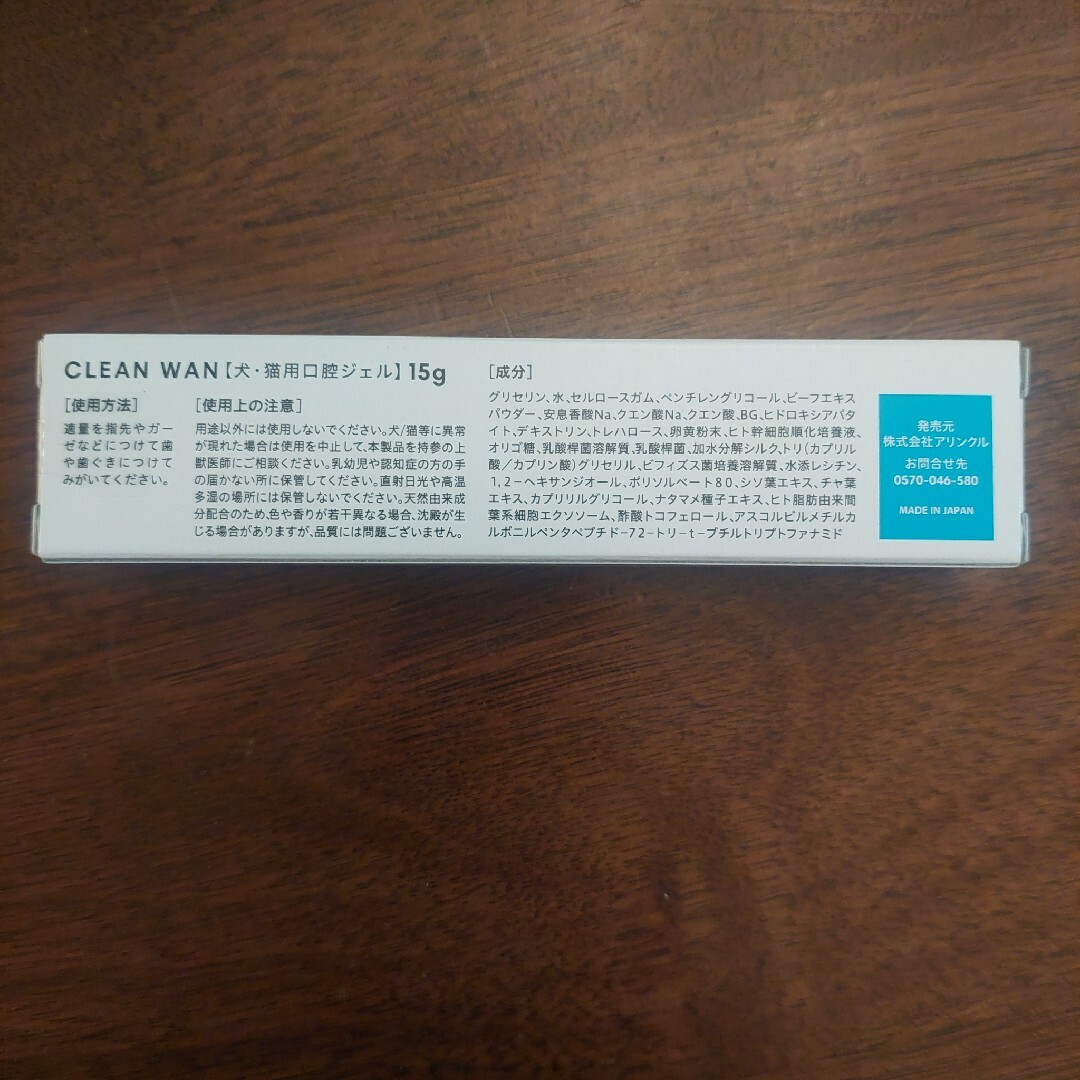 CLEAN WAN【犬・猫用口腔ジェル】15g
［使用方法］
適量を指先やガー
ゼなどにつけて歯
や歯ぐきにつけて
みがいてください。
［使用上の注意］
用途以外には使用しないでください。犬/猫等に異常
が現れた場合は使用を中止して、本製品を持参の上
獣医師にご相談ください。乳幼児や認知症の方の手
の届かない所に保管してください。直射日光や高温
多湿の場所には保管しないでください。天然由来成
分配合のため、色や香りが若干異なる場合、沈殿が生
じる場合がありますが、品質には問題ございません。
［成分］
グリセリン、水、セルロースガム、ペンチレングリコール、ビーフエキス
パウダー、安息香酸Na、クエン酸Na、クエン酸、BG、ヒドロキシアパタ
イト、デキストリン、トレハロース、卵黄粉末、ヒト幹細胞順化培養液、
オリゴ糖、乳酸桿菌溶解質、乳酸桿菌、加水分解シルク、トリ（カプリル
酸／カプリン酸）グリセリル、ビフィズス菌培養溶解質、水添レシチン、
1,2－ヘキサンジオール、ポリソルベート80、シソ葉エキス、チャ葉
エキス、カプリリルグリコール、ナタマメ種子エキス、ヒト脂肪由来間
葉系細胞エクソソーム、酢酸トコフェロール、アスコルビルメチルカ
ルボニルペンタペプチド-72-トリ-t-ブチルトリプトファナミド
発売元
株式会社アリンクル
お問合せ先
0570-046-580
MADE IN JAPAN